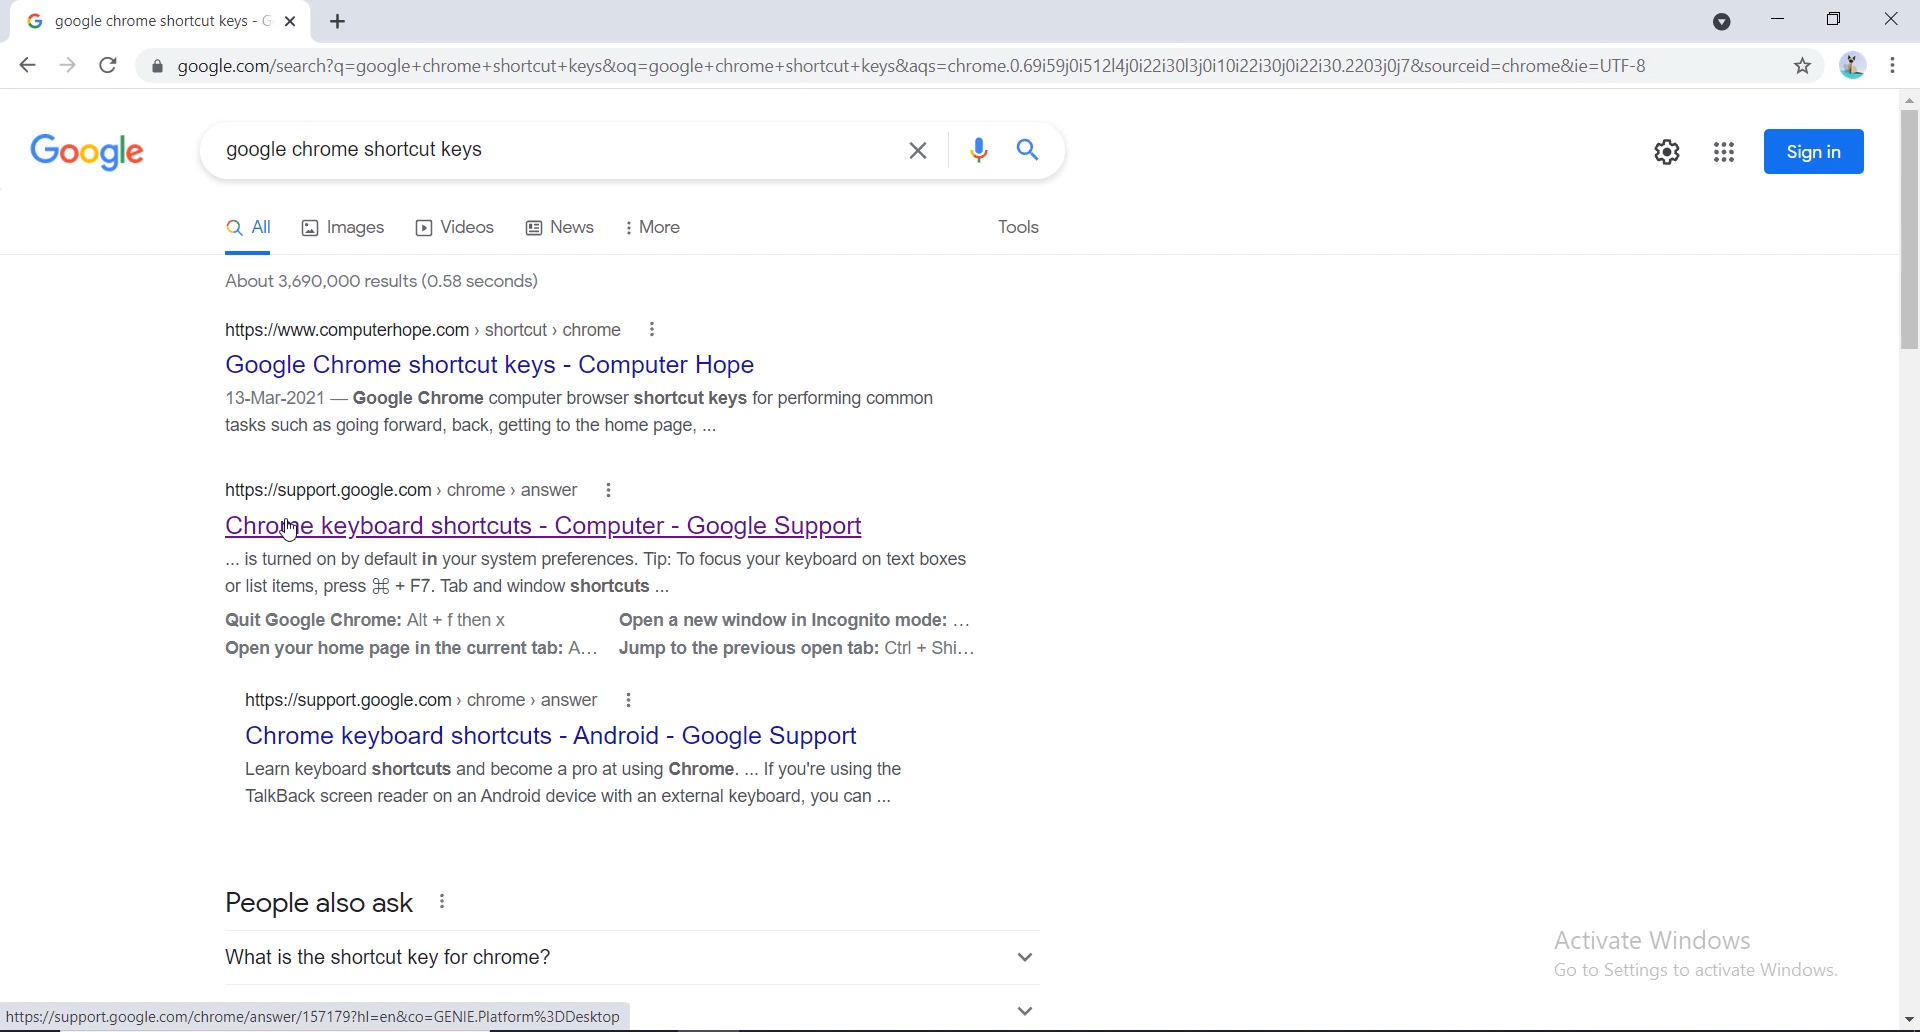 google chrome shortcut keys - G
google.com/search?q=google+chrome+shortcut+keys&oq=google+chrome+shortcut+keys&aqs=chrome.0.69i59j0i512l4j0i22i30l3j0i10i22i30j0i22i30.2203j0j7&sourceid=chrome&ie=UTF-8
Google
google chrome shortcut keys
Sign in
All Images Videos News More Tools
About 3,690,000 results (0.58 seconds)
https://www.computerhope.com › shortcut › chrome
Google Chrome shortcut keys - Computer Hope
13-Mar-2021 — Google Chrome computer browser shortcut keys for performing common
tasks such as going forward, back, getting to the home page, ...
https://support.google.com › chrome › answer
Chrome keyboard shortcuts - Computer - Google Support
... is turned on by default in your system preferences. Tip: To focus your keyboard on text boxes
or list items, press ⌘ + F7. Tab and window shortcuts ...
Quit Google Chrome: Alt + f then x Open a new window in Incognito mode: ...
Open your home page in the current tab: A... Jump to the previous open tab: Ctrl + Shi...
https://support.google.com › chrome › answer
Chrome keyboard shortcuts - Android - Google Support
Learn keyboard shortcuts and become a pro at using Chrome. ... If you're using the
TalkBack screen reader on an Android device with an external keyboard, you can ...
People also ask
What is the shortcut key for chrome?
Activate Windows
Go to Settings to activate Windows.
https://support.google.com/chrome/answer/157179?hl=en&co=GENIE.Platform%3DDesktop